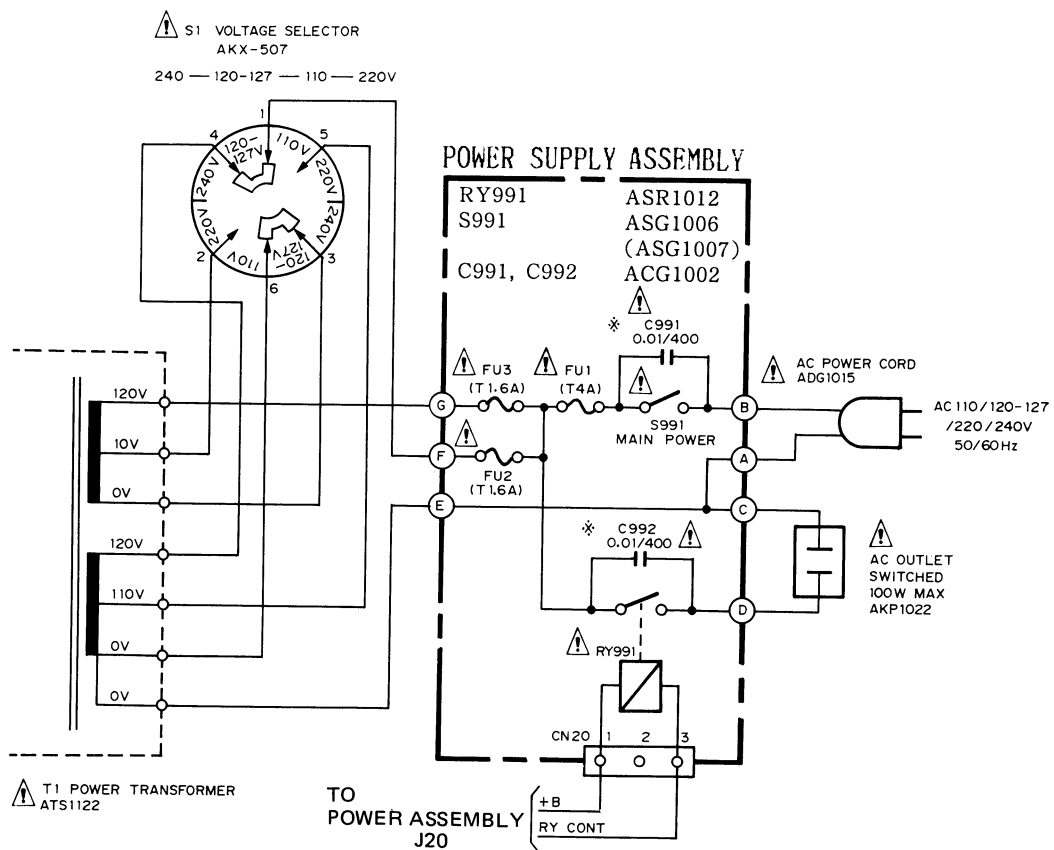 S1 VOLTAGE SELECTOR
AKX-507
240 — 120-127 — 110 — 220V
1
4
5
120-
127V
110V
240V
220V
220V
240V
110V
120-
127V
2
3
6
POWER SUPPLY ASSEMBLY
RY991 ASR1012
S991 ASG1006
(ASG1007)
C991, C992 ACG1002
※ C991
0.01/400
FU3
(T1.6A)
FU1
(T4A)
S991
MAIN POWER
AC POWER CORD
ADG1015
AC 110/120-127
/220/240V
50/60Hz
G
B
F
A
FU2
(T1.6A)
E
C
※ C992
0.01/400
D
AC OUTLET
SWITCHED
100W MAX
AKP1022
RY991
120V
10V
0V
120V
110V
0V
0V
CN20 1 2 3
T1 POWER TRANSFORMER
ATS1122
TO
POWER ASSEMBLY
J20
+B
RY CONT